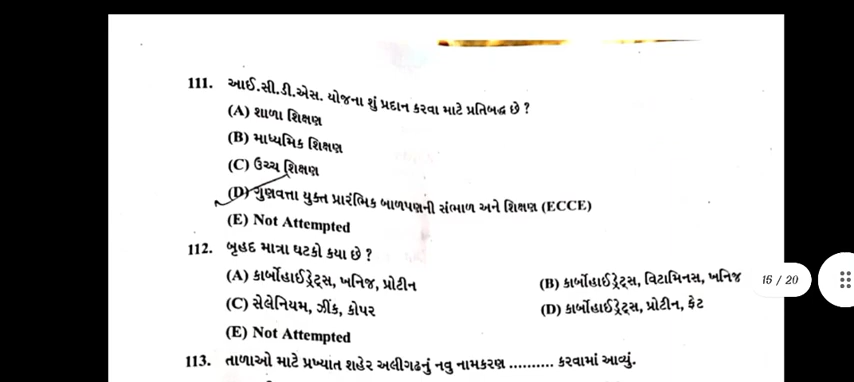 111. આઈ.સી.ડી.એસ. યોજના શું પ્રદાન કરવા માટે પ્રતિબદ્ધ છે ?
(A) શાળા શિક્ષણ
(B) માધ્યમિક શિક્ષણ
(C) ઉચ્ચ શિક્ષણ
(D) ગુણવત્તા યુક્ત પ્રારંભિક બાળપણની સંભાળ અને શિક્ષણ (ECCE)
(E) Not Attempted
112. બૃહદ માત્રા ઘટકો કયા છે ?
(A) કાર્બોહાઈડ્રેટ્સ, ખનિજ, પ્રોટીન (B) કાર્બોહાઈડ્રેટ્સ, વિટામિનસ, ખનિજ
15 / 20
(C) સેલેનિયમ, ઝીંક, કોપર (D) કાર્બોહાઈડ્રેટ્સ, પ્રોટીન, ફેટ
(E) Not Attempted
113. તાળાઓ માટે પ્રખ્યાત શહેર અલીગઢનું નવુ નામકરણ .......... કરવામાં આવ્યું.